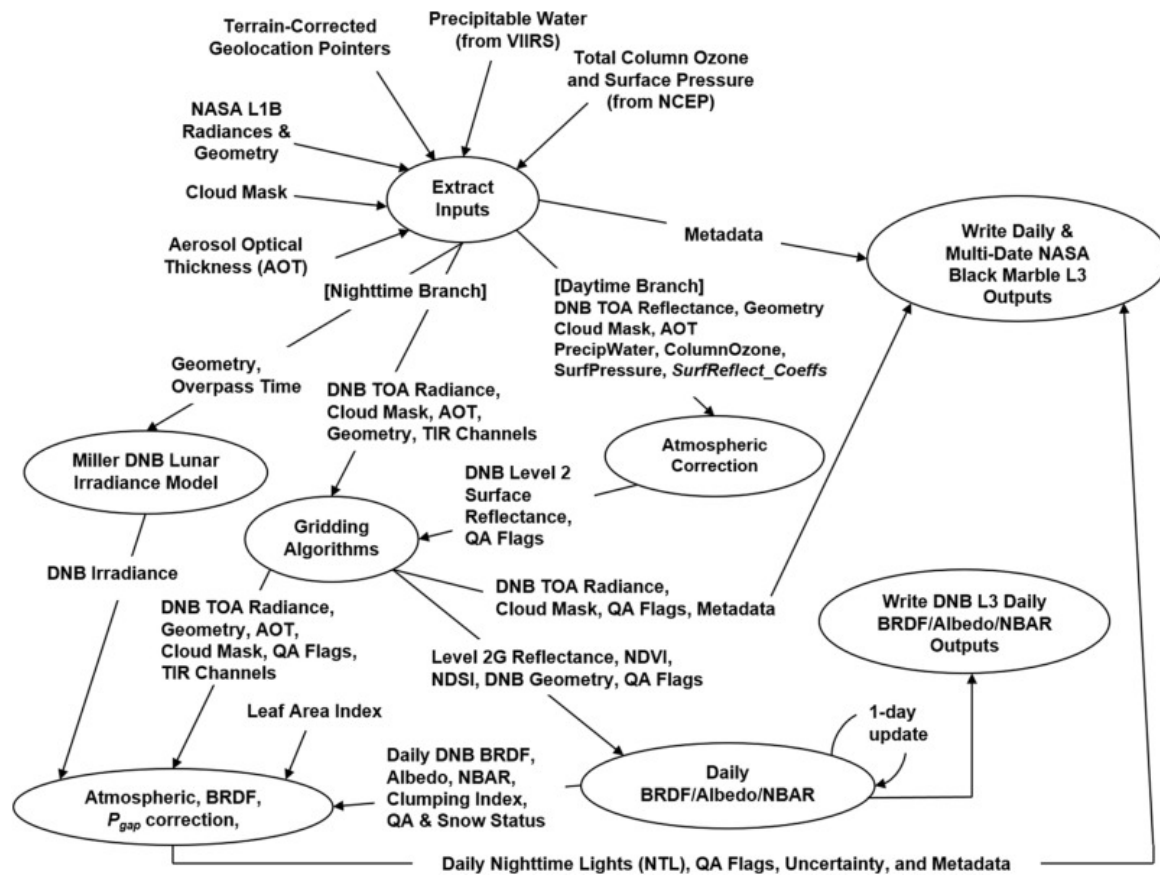 Terrain-Corrected
Geolocation Pointers
Precipitable Water
(from VIIRS)
Total Column Ozone
and Surface Pressure
(from NCEP)
NASA L1B
Radiances &
Geometry
Cloud Mask
Aerosol Optical
Thickness (AOT)
Extract
Inputs
Metadata
Write Daily &
Multi-Date NASA
Black Marble L3
Outputs
[Nighttime Branch]
[Daytime Branch]
DNB TOA Reflectance, Geometry
Cloud Mask, AOT
PrecipWater, ColumnOzone,
SurfPressure, SurfReflect_Coeffs
Geometry,
Overpass Time
DNB TOA Radiance,
Cloud Mask, AOT,
Geometry, TIR Channels
Miller DNB Lunar
Irradiance Model
Atmospheric
Correction
DNB Level 2
Surface
Reflectance,
QA Flags
Gridding
Algorithms
DNB Irradiance
DNB TOA Radiance,
Cloud Mask, QA Flags, Metadata
DNB TOA Radiance,
Geometry, AOT,
Cloud Mask, QA Flags,
TIR Channels
Write DNB L3 Daily
BRDF/Albedo/NBAR
Outputs
Level 2G Reflectance, NDVI,
NDSI, DNB Geometry, QA Flags
Leaf Area Index
1-day
update
Daily DNB BRDF,
Albedo, NBAR,
Clumping Index,
QA & Snow Status
Daily
BRDF/Albedo/NBAR
Atmospheric, BRDF,
Pgap correction,
Daily Nighttime Lights (NTL), QA Flags, Uncertainty, and Metadata